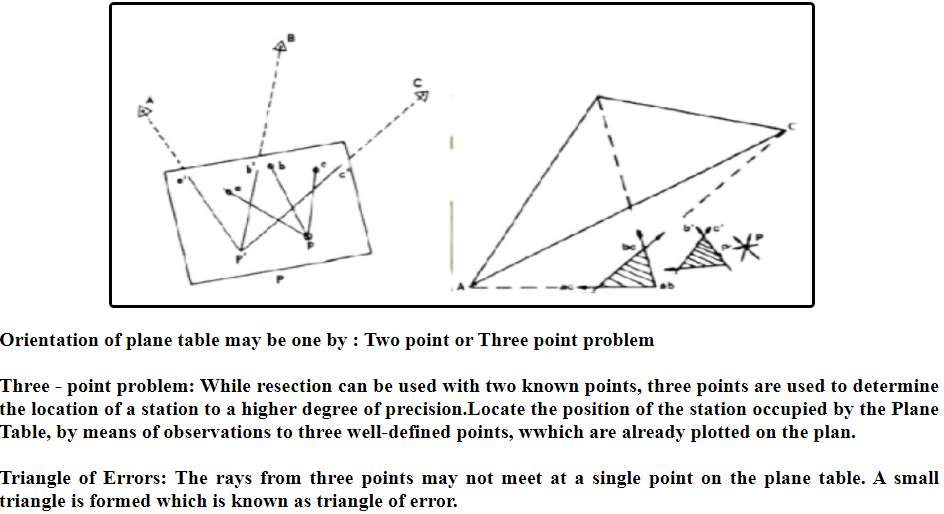 B
A
C
a' b' b c c'
a
P'
P
P
C
b' c'
bc
P' P
A ac ab
Orientation of plane table may be one by : Two point or Three point problem
Three - point problem: While resection can be used with two known points, three points are used to determine
the location of a station to a higher degree of precision.Locate the position of the station occupied by the Plane
Table, by means of observations to three well-defined points, wwhich are already plotted on the plan.
Triangle of Errors: The rays from three points may not meet at a single point on the plane table. A small
triangle is formed which is known as triangle of error.